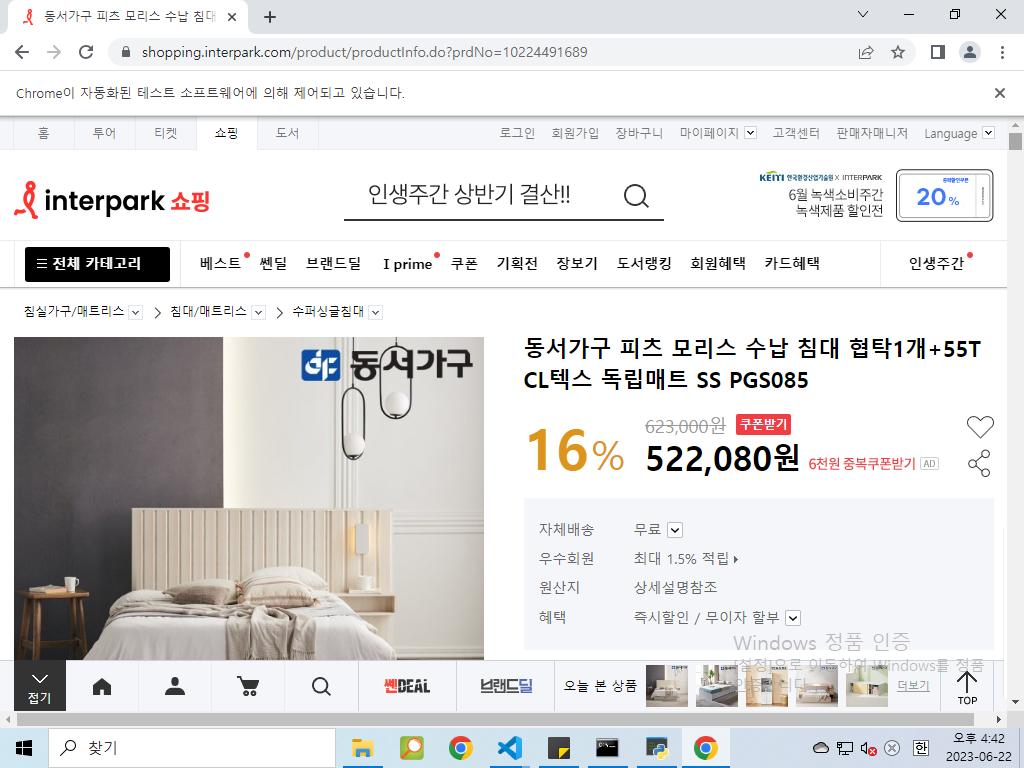 동서가구 피츠 모리스 수납 침대
shopping.interpark.com/product/productInfo.do?prdNo=10224491689
Chrome이 자동화된 테스트 소프트웨어에 의해 제어되고 있습니다.
홈 투어 티켓 쇼핑 도서 로그인 회원가입 장바구니 마이페이지 고객센터 판매자매니저 Language
interpark 쇼핑
인생주간 상반기 결산!!
KEITI 한국환경산업기술원 X INTERPARK
6월 녹색소비주간
녹색제품 할인전
20%
전체 카테고리 베스트 쎈딜 브랜드딜 I prime 쿠폰 기획전 장보기 도서랭킹 회원혜택 카드혜택 인생주간
침실가구/매트리스 침대/매트리스 수퍼싱글침대
동서가구
동서가구 피츠 모리스 수납 침대 협탁1개+55T
CL텍스 독립매트 SS PGS085
16%
623,000원 쿠폰받기
522,080원 6천원 중복쿠폰받기 AD
자체배송 무료
우수회원 최대 1.5% 적립
원산지 상세설명참조
혜택 즉시할인 / 무이자 할부
Windows 정품 인증
[설정]으로 이동하여 Windows를 정품
접기 쎈DEAL 브랜드딜 오늘 본 상품 더보기 TOP
찾기
한
오후 4:42
2023-06-22